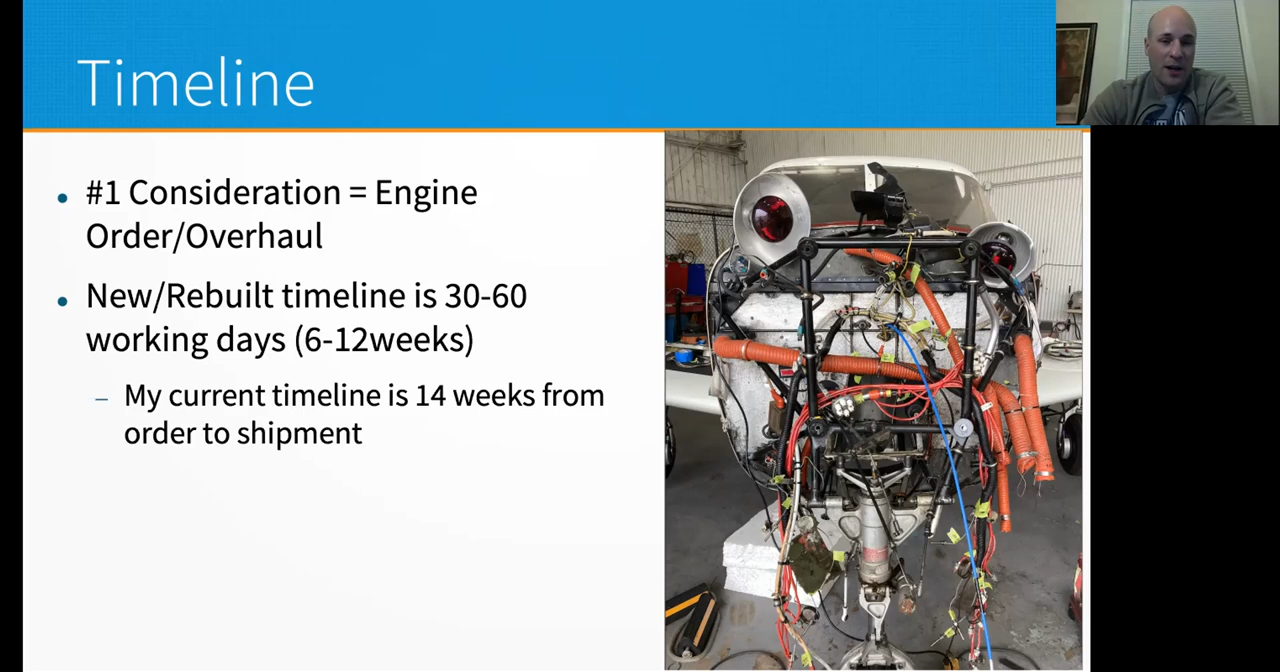 Timeline
#1 Consideration = Engine
Order/Overhaul
New/Rebuilt timeline is 30-60
working days (6-12weeks)
My current timeline is 14 weeks from
order to shipment